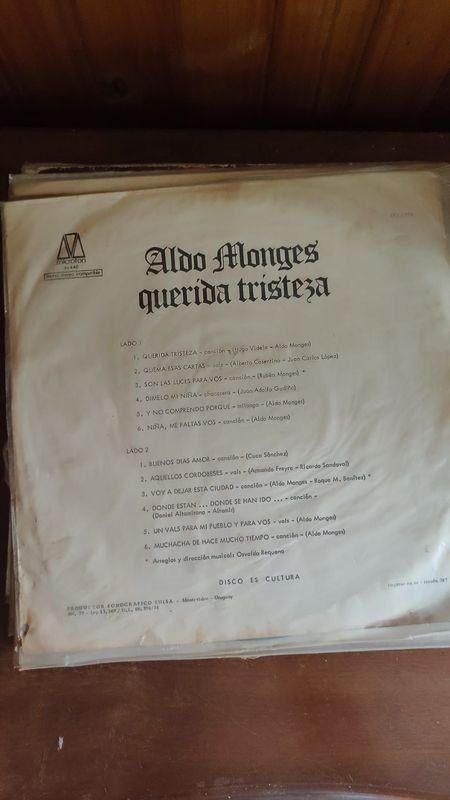 microfon
Aldo Monges
querida tristeza
LADO 1
1. QUERIDA TRISTEZA - canción - (Hugo Videla - Aldo Monges)
2. QUEMA ESAS CARTAS - vals - (Alberto Cosentino - Juan Carlos López)
3. SON LAS LUCES PARA VOS - canción - (Rubén Monges) *
4. DIMELO MI NIÑA - chacarera - (Juan Adolfo Gudiño)
5. Y NO COMPRENDO PORQUE - milonga - (Aldo Monges)
6. NIÑA, ME FALTAS VOS - canción - (Aldo Monges)
LADO 2
1. BUENOS DIAS AMOR - canción - (Cuco Sánchez)
2. AQUELLOS CORDOBESES - vals - (Armando Freyre - Ricardo Sandoval)
3. VOY A DEJAR ESTA CIUDAD - canción - (Aldo Monges - Roque M. Benítez) *
4. DONDE ESTAN ... DONDE SE HAN IDO ... - canción -
(Daniel Altamirano - Altamir)
5. UN VALS PARA MI PUEBLO Y PARA VOS - vals - (Aldo Monges)
6. MUCHACHA DE HACE MUCHO TIEMPO - canción - (Aldo Monges)
* Arreglos y dirección musical: Osvaldo Requena
DISCO ES CULTURA
PRODUCTOR FONOGRAFICO EDISA - Montevideo - Uruguay